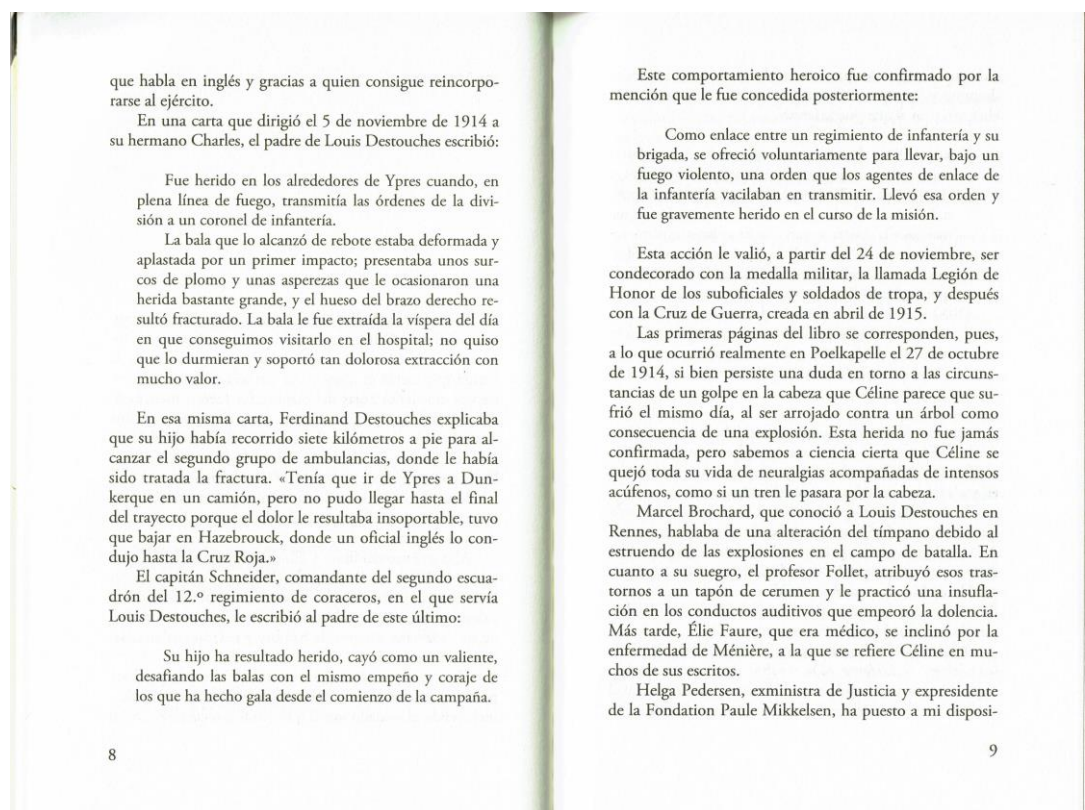 que habla en inglés y gracias a quien consigue reincorpo-
rarse al ejército.
En una carta que dirigió el 5 de noviembre de 1914 a
su hermano Charles, el padre de Louis Destouches escribió:
Fue herido en los alrededores de Ypres cuando, en
plena línea de fuego, transmitía las órdenes de la divi-
sión a un coronel de infantería.
La bala que lo alcanzó de rebote estaba deformada y
aplastada por un primer impacto; presentaba unos sur-
cos de plomo y unas asperezas que le ocasionaron una
herida bastante grande, y el hueso del brazo derecho re-
sultó fracturado. La bala le fue extraída la víspera del día
en que conseguimos visitarlo en el hospital; no quiso
que lo durmieran y soportó tan dolorosa extracción con
mucho valor.
En esa misma carta, Ferdinand Destouches explicaba
que su hijo había recorrido siete kilómetros a pie para al-
canzar el segundo grupo de ambulancias, donde le había
sido tratada la fractura. «Tenía que ir de Ypres a Dun-
kerque en un camión, pero no pudo llegar hasta el final
del trayecto porque el dolor le resultaba insoportable, tuvo
que bajar en Hazebrouck, donde un oficial inglés lo con-
dujo hasta la Cruz Roja.»
El capitán Schneider, comandante del segundo escua-
drón del 12.º regimiento de coraceros, en el que servía
Louis Destouches, le escribió al padre de este último:
Su hijo ha resultado herido, cayó como un valiente,
desafiando las balas con el mismo empeño y coraje de
los que ha hecho gala desde el comienzo de la campaña.
8
Este comportamiento heroico fue confirmado por la
mención que le fue concedida posteriormente:
Como enlace entre un regimiento de infantería y su
brigada, se ofreció voluntariamente para llevar, bajo un
fuego violento, una orden que los agentes de enlace de
la infantería vacilaban en transmitir. Llevó esa orden y
fue gravemente herido en el curso de la misión.
Esta acción le valió, a partir del 24 de noviembre, ser
condecorado con la medalla militar, la llamada Legión de
Honor de los suboficiales y soldados de tropa, y después
con la Cruz de Guerra, creada en abril de 1915.
Las primeras páginas del libro se corresponden, pues,
a lo que ocurrió realmente en Poelkapelle el 27 de octubre
de 1914, si bien persiste una duda en torno a las circuns-
tancias de un golpe en la cabeza que Céline parece que su-
frió el mismo día, al ser arrojado contra un árbol como
consecuencia de una explosión. Esta herida no fue jamás
confirmada, pero sabemos a ciencia cierta que Céline se
quejó toda su vida de neuralgias acompañadas de intensos
acúfenos, como si un tren le pasara por la cabeza.
Marcel Brochard, que conoció a Louis Destouches en
Rennes, hablaba de una alteración del tímpano debido al
estruendo de las explosiones en el campo de batalla. En
cuanto a su suegro, el profesor Follet, atribuyó esos tras-
tornos a un tapón de cerumen y le practicó una insufla-
ción en los conductos auditivos que empeoró la dolencia.
Más tarde, Élie Faure, que era médico, se inclinó por la
enfermedad de Ménière, a la que se refiere Céline en mu-
chos de sus escritos.
Helga Pedersen, exministra de Justicia y expresidente
de la Fondation Paule Mikkelsen, ha puesto a mi disposi-
9